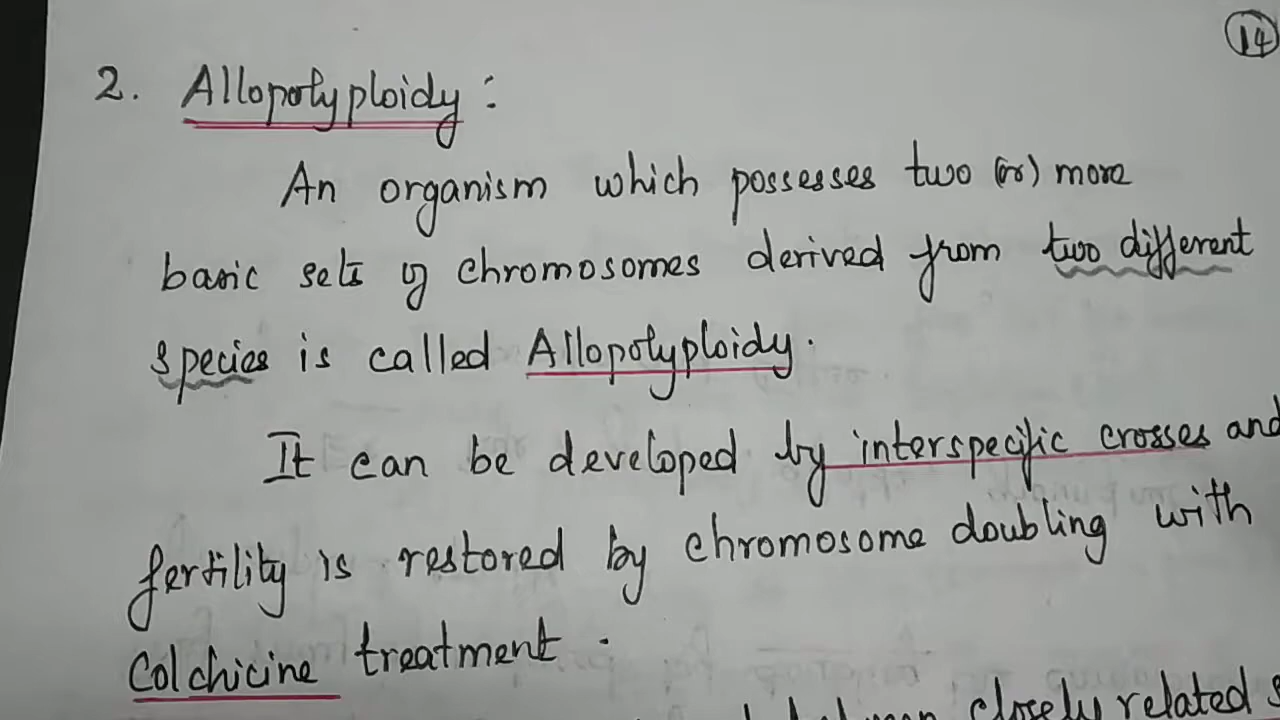 14
2. Allopolyploidy :
An organism which possesses two (or) more
basic sets of chromosomes derived from two different
species is called Allopolyploidy.
It can be developed by interspecific crosses and
fertility is restored by chromosome doubling with
Colchicine treatment.
closely related